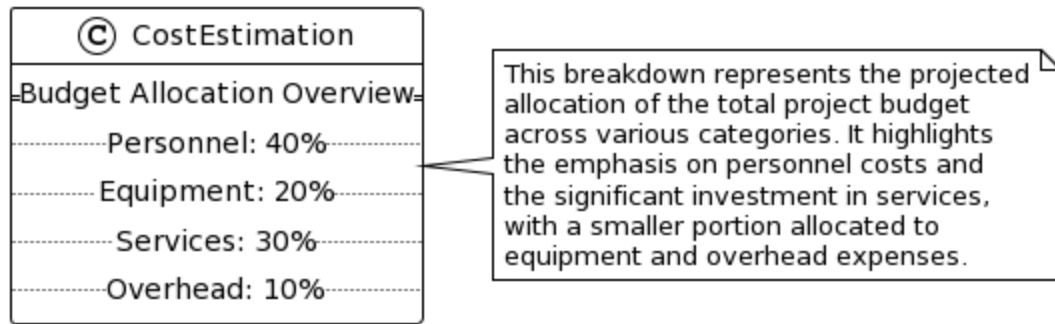 C CostEstimation
Budget Allocation Overview
Personnel: 40%
Equipment: 20%
Services: 30%
Overhead: 10%
This breakdown represents the projected
allocation of the total project budget
across various categories. It highlights
the emphasis on personnel costs and
the significant investment in services,
with a smaller portion allocated to
equipment and overhead expenses.